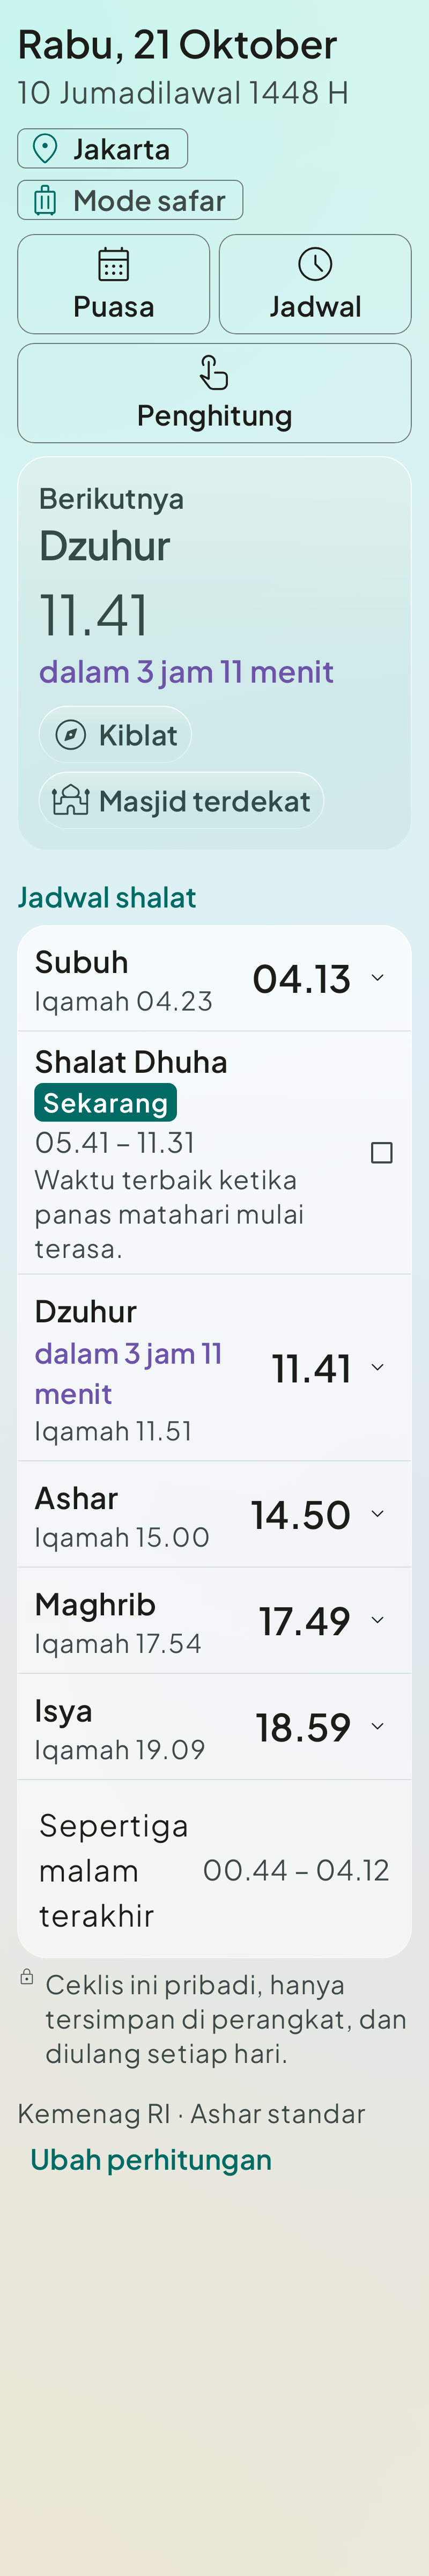 Rabu, 21 Oktober
10 Jumadilawal 1448 H
Jakarta
Mode safar
Puasa
Jadwal
Penghitung
Berikutnya
Dzuhur
11.41
dalam 3 jam 11 menit
Kiblat
Masjid terdekat
Jadwal shalat
Subuh
Iqamah 04.23
04.13
Shalat Dhuha
Sekarang
05.41 – 11.31
Waktu terbaik ketika
panas matahari mulai
terasa.
Dzuhur
dalam 3 jam 11
menit
Iqamah 11.51
11.41
Ashar
Iqamah 15.00
14.50
Maghrib
Iqamah 17.54
17.49
Isya
Iqamah 19.09
18.59
Sepertiga
malam
terakhir
00.44 – 04.12
Ceklis ini pribadi, hanya
tersimpan di perangkat, dan
diulang setiap hari.
Kemenag RI · Ashar standar
Ubah perhitungan